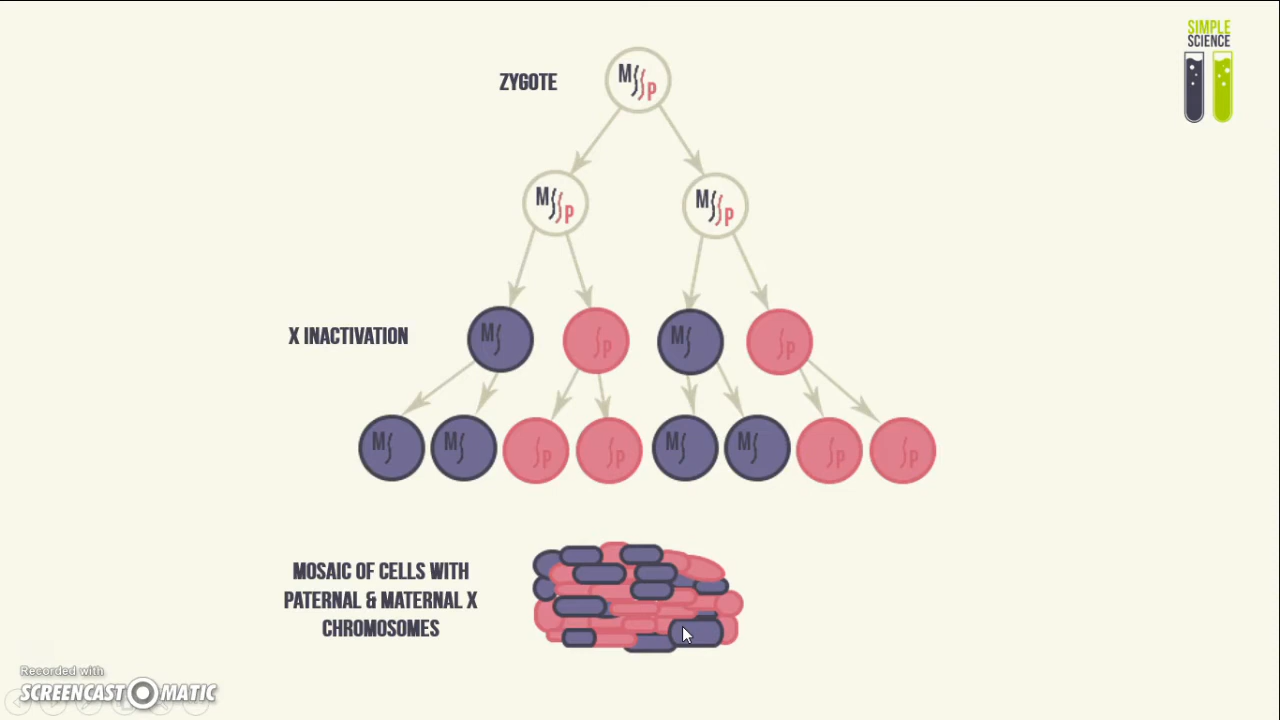 SIMPLE
SCIENCE
ZYGOTE
M P
M P
M P
X INACTIVATION
M
P
M
P
M
M
P
P
M
M
P
P
MOSAIC OF CELLS WITH
PATERNAL & MATERNAL X
CHROMOSOMES
Recorded with
SCREENCAST MATIC